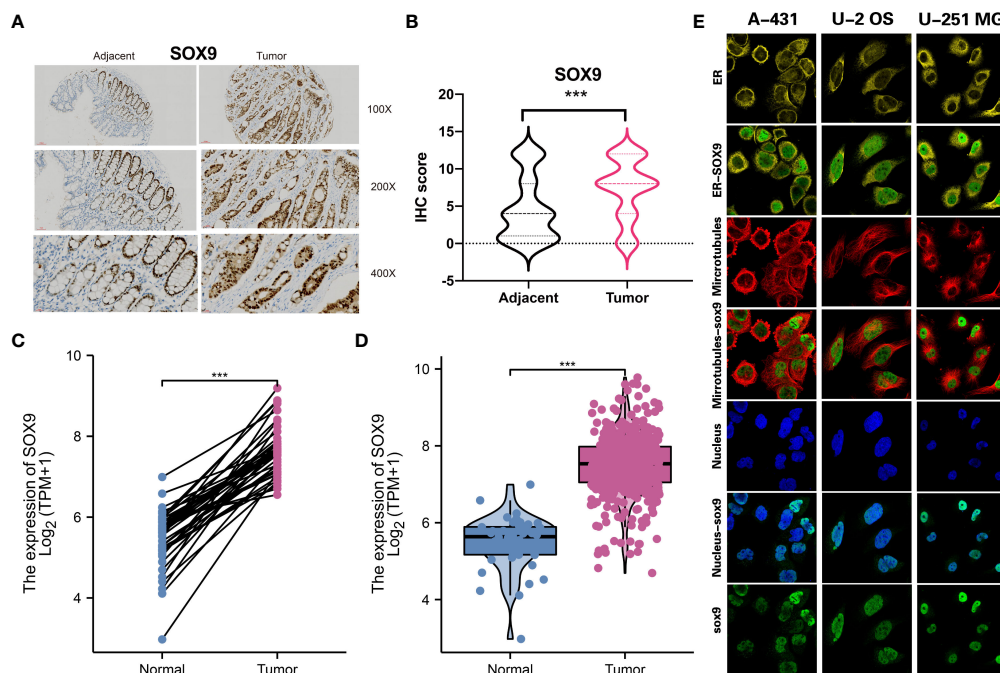 A
SOX9
Adjacent
Tumor
100X
200X
400X
B
SOX9
***
IHC score
20
15
10
5
0
-5
Adjacent
Tumor
C
The expression of SOX9
Log2 (TPM+1)
10
8
6
4
***
Normal
Tumor
D
The expression of SOX9
Log2 (TPM+1)
10
8
6
4
***
Normal
Tumor
E
A-431
U-2 OS
U-251 MG
ER
ER-SOX9
Mircrotubules
Mirrotubules-sox9
Nucleus
Nucleus-sox9
sox9